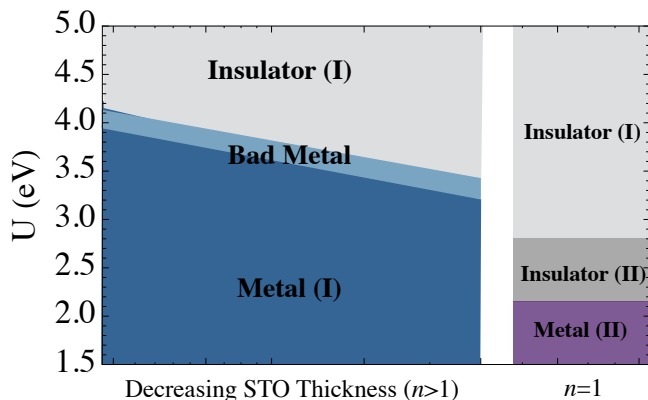 5.0
4.5
4.0
3.5
3.0
2.5
2.0
1.5
U (eV)
Insulator (I)
Bad Metal
Metal (I)
Insulator (I)
Insulator (II)
Metal (II)
Decreasing STO Thickness (n>1)
n=1